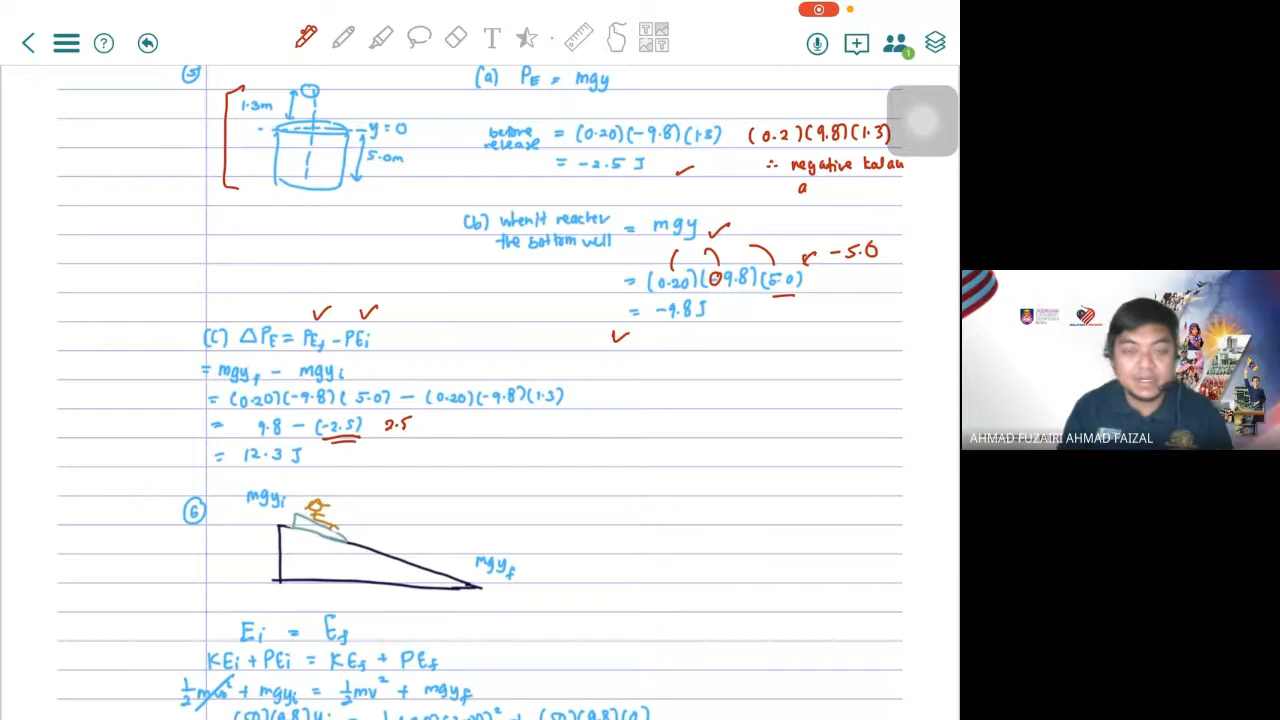 T
1
5
(a) PE = mgy
1.3m
y = 0
5.0m
before release = (0.20)(-9.8)(1.3) (0.2)(9.8)(1.3)
= -2.5 J ✓ ∴ negative kalau
a
(b) when it reaches the bottom well = mgy ✓
✓ -5.0
= (0.20)(-9.8)(5.0)
= -9.8J
✓
✓ ✓
(c) ΔPE = PEf - PEi
= mgyf - mgyi
= (0.20)(-9.8)(5.0) - (0.20)(-9.8)(1.3)
= 9.8 - (-2.5) 2.5
= 12.3 J
6
mgyi
mgyf
Ei = Ef
KEi + PEi = KEf + PEf
½mv² + mgyi = ½mv² + mgyf
AHMAD FUZAIRI AHMAD FAIZAL